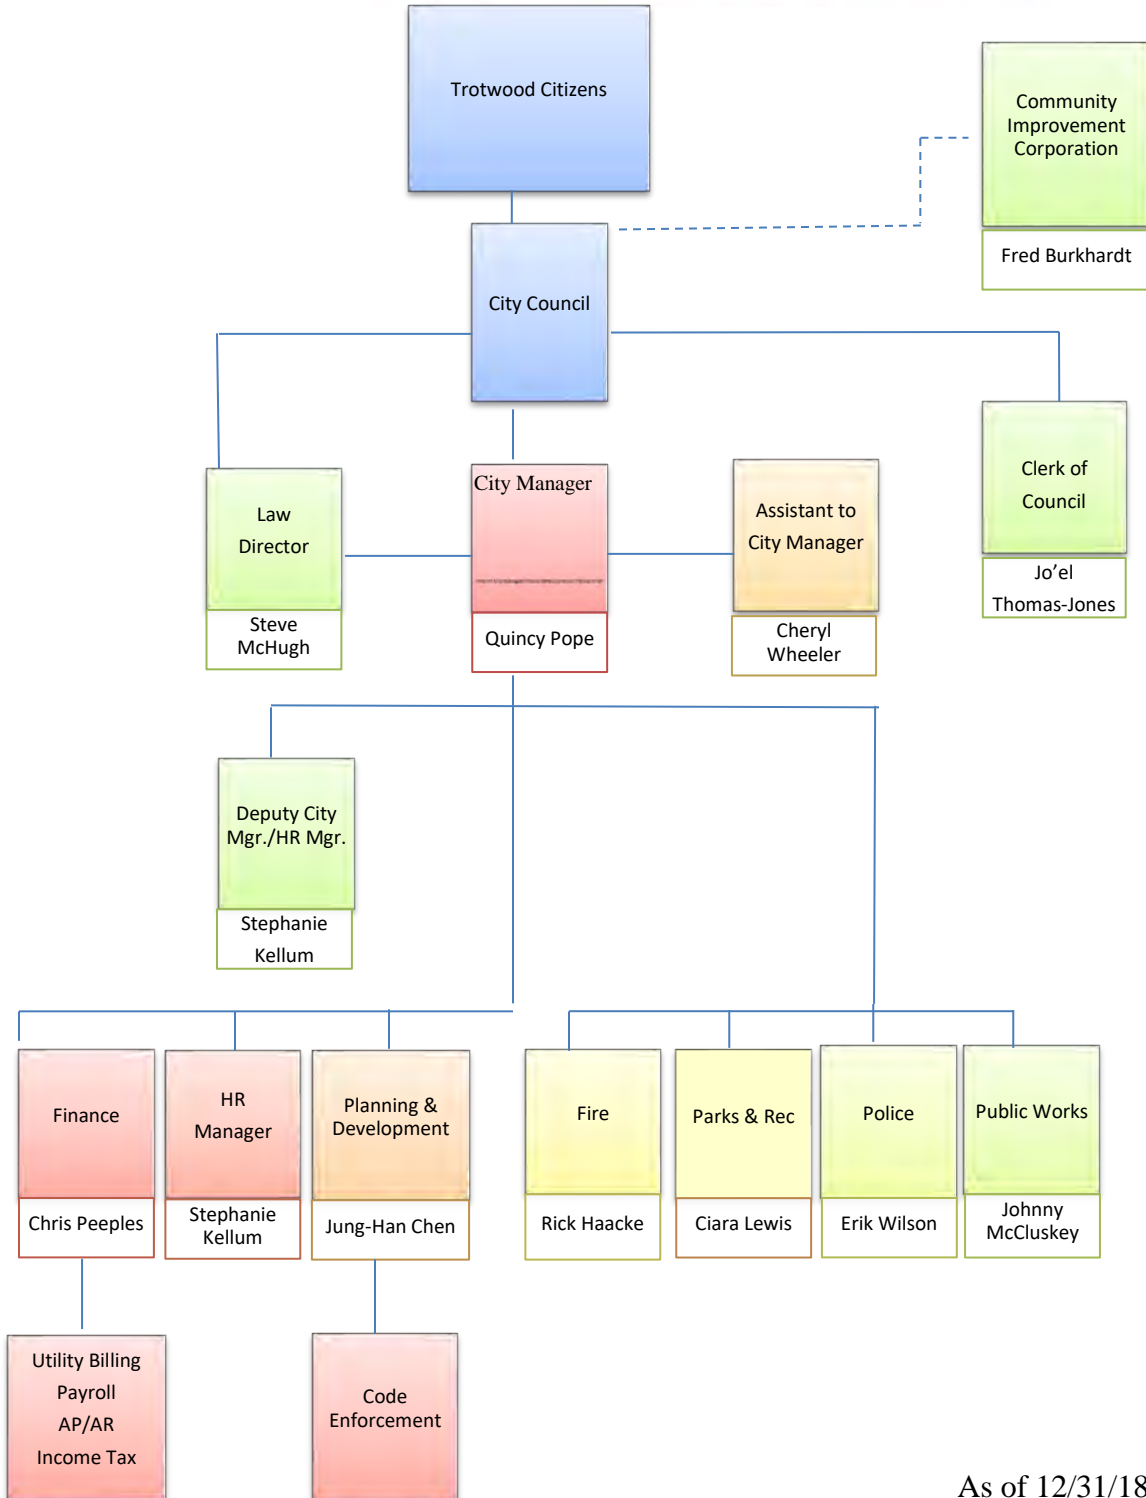 Trotwood Citizens
Community
Improvement
Corporation
Fred Burkhardt
City Council
Law
Director
Steve
McHugh
City Manager
Quincy Pope
Assistant to
City Manager
Cheryl
Wheeler
Clerk of
Council
Jo’el
Thomas-Jones
Deputy City
Mgr./HR Mgr.
Stephanie
Kellum
Finance
Chris Peeples
HR
Manager
Stephanie
Kellum
Planning &
Development
Jung-Han Chen
Fire
Rick Haacke
Parks & Rec
Ciara Lewis
Police
Erik Wilson
Public Works
Johnny
McCluskey
Utility Billing
Payroll
AP/AR
Income Tax
Code
Enforcement
As of 12/31/18